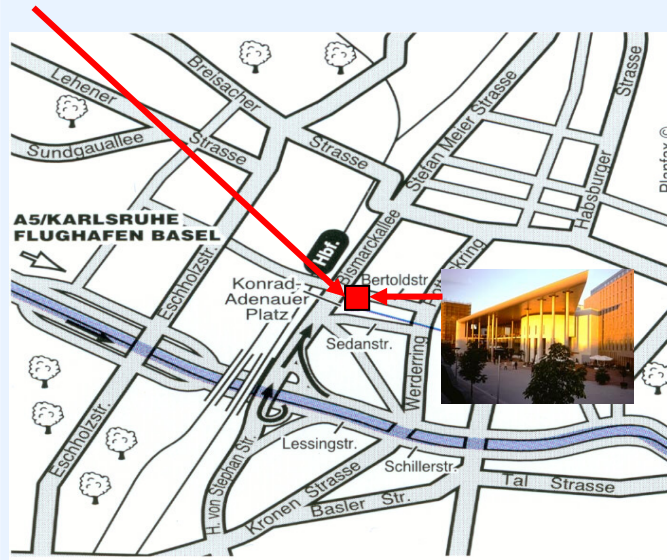 Lehener
Strasse
Breisacher
Strasse
Stefan Meier Strasse
Strasse
Habsburger
Sundgauallee
Planfax ©
A5/KARLSRUHE
FLUGHAFEN BASEL
Hbf.
Bismarckallee
Bertoldstr.
Konrad-
Adenauer
Platz
Eschholzstr.
Sedanstr.
Werderring
Lessingstr.
Schillerstr.
Eschholzstr.
H. von Stephan Str.
Kronen Strasse
Basler Str.
Tal Strasse